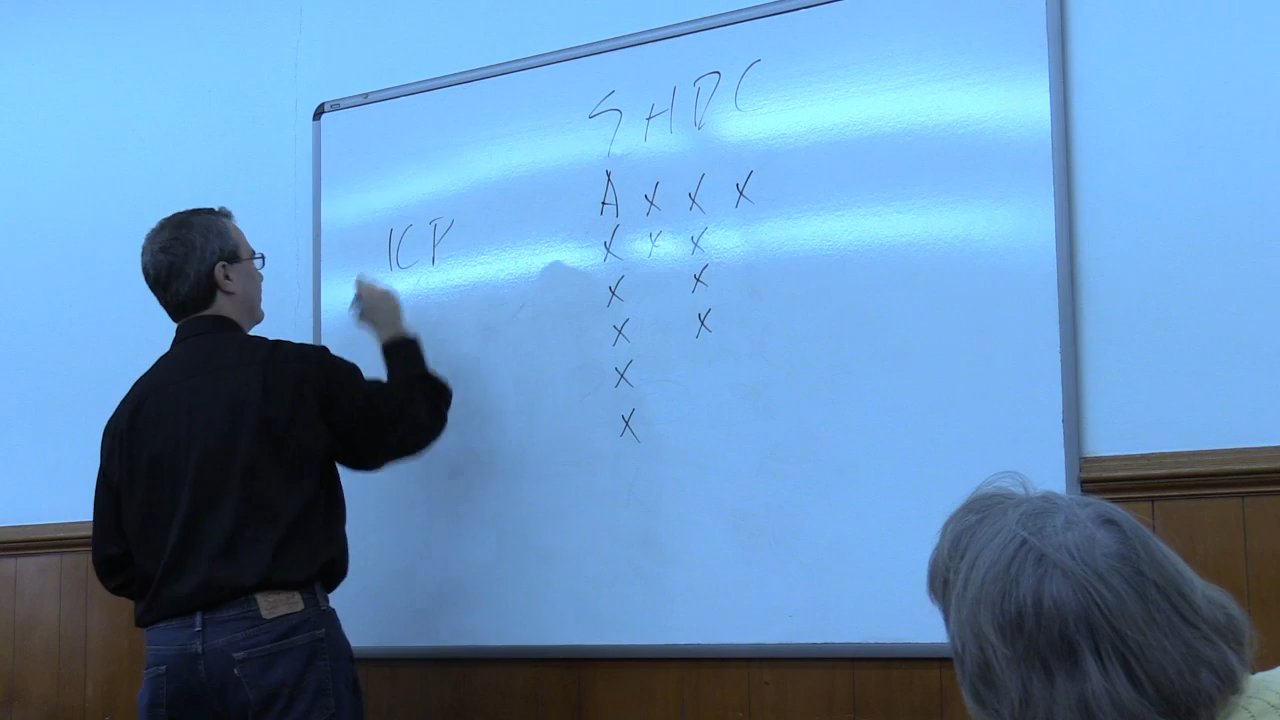 S H D C
A X X X
ICP
X X X
X X
X X
X
X